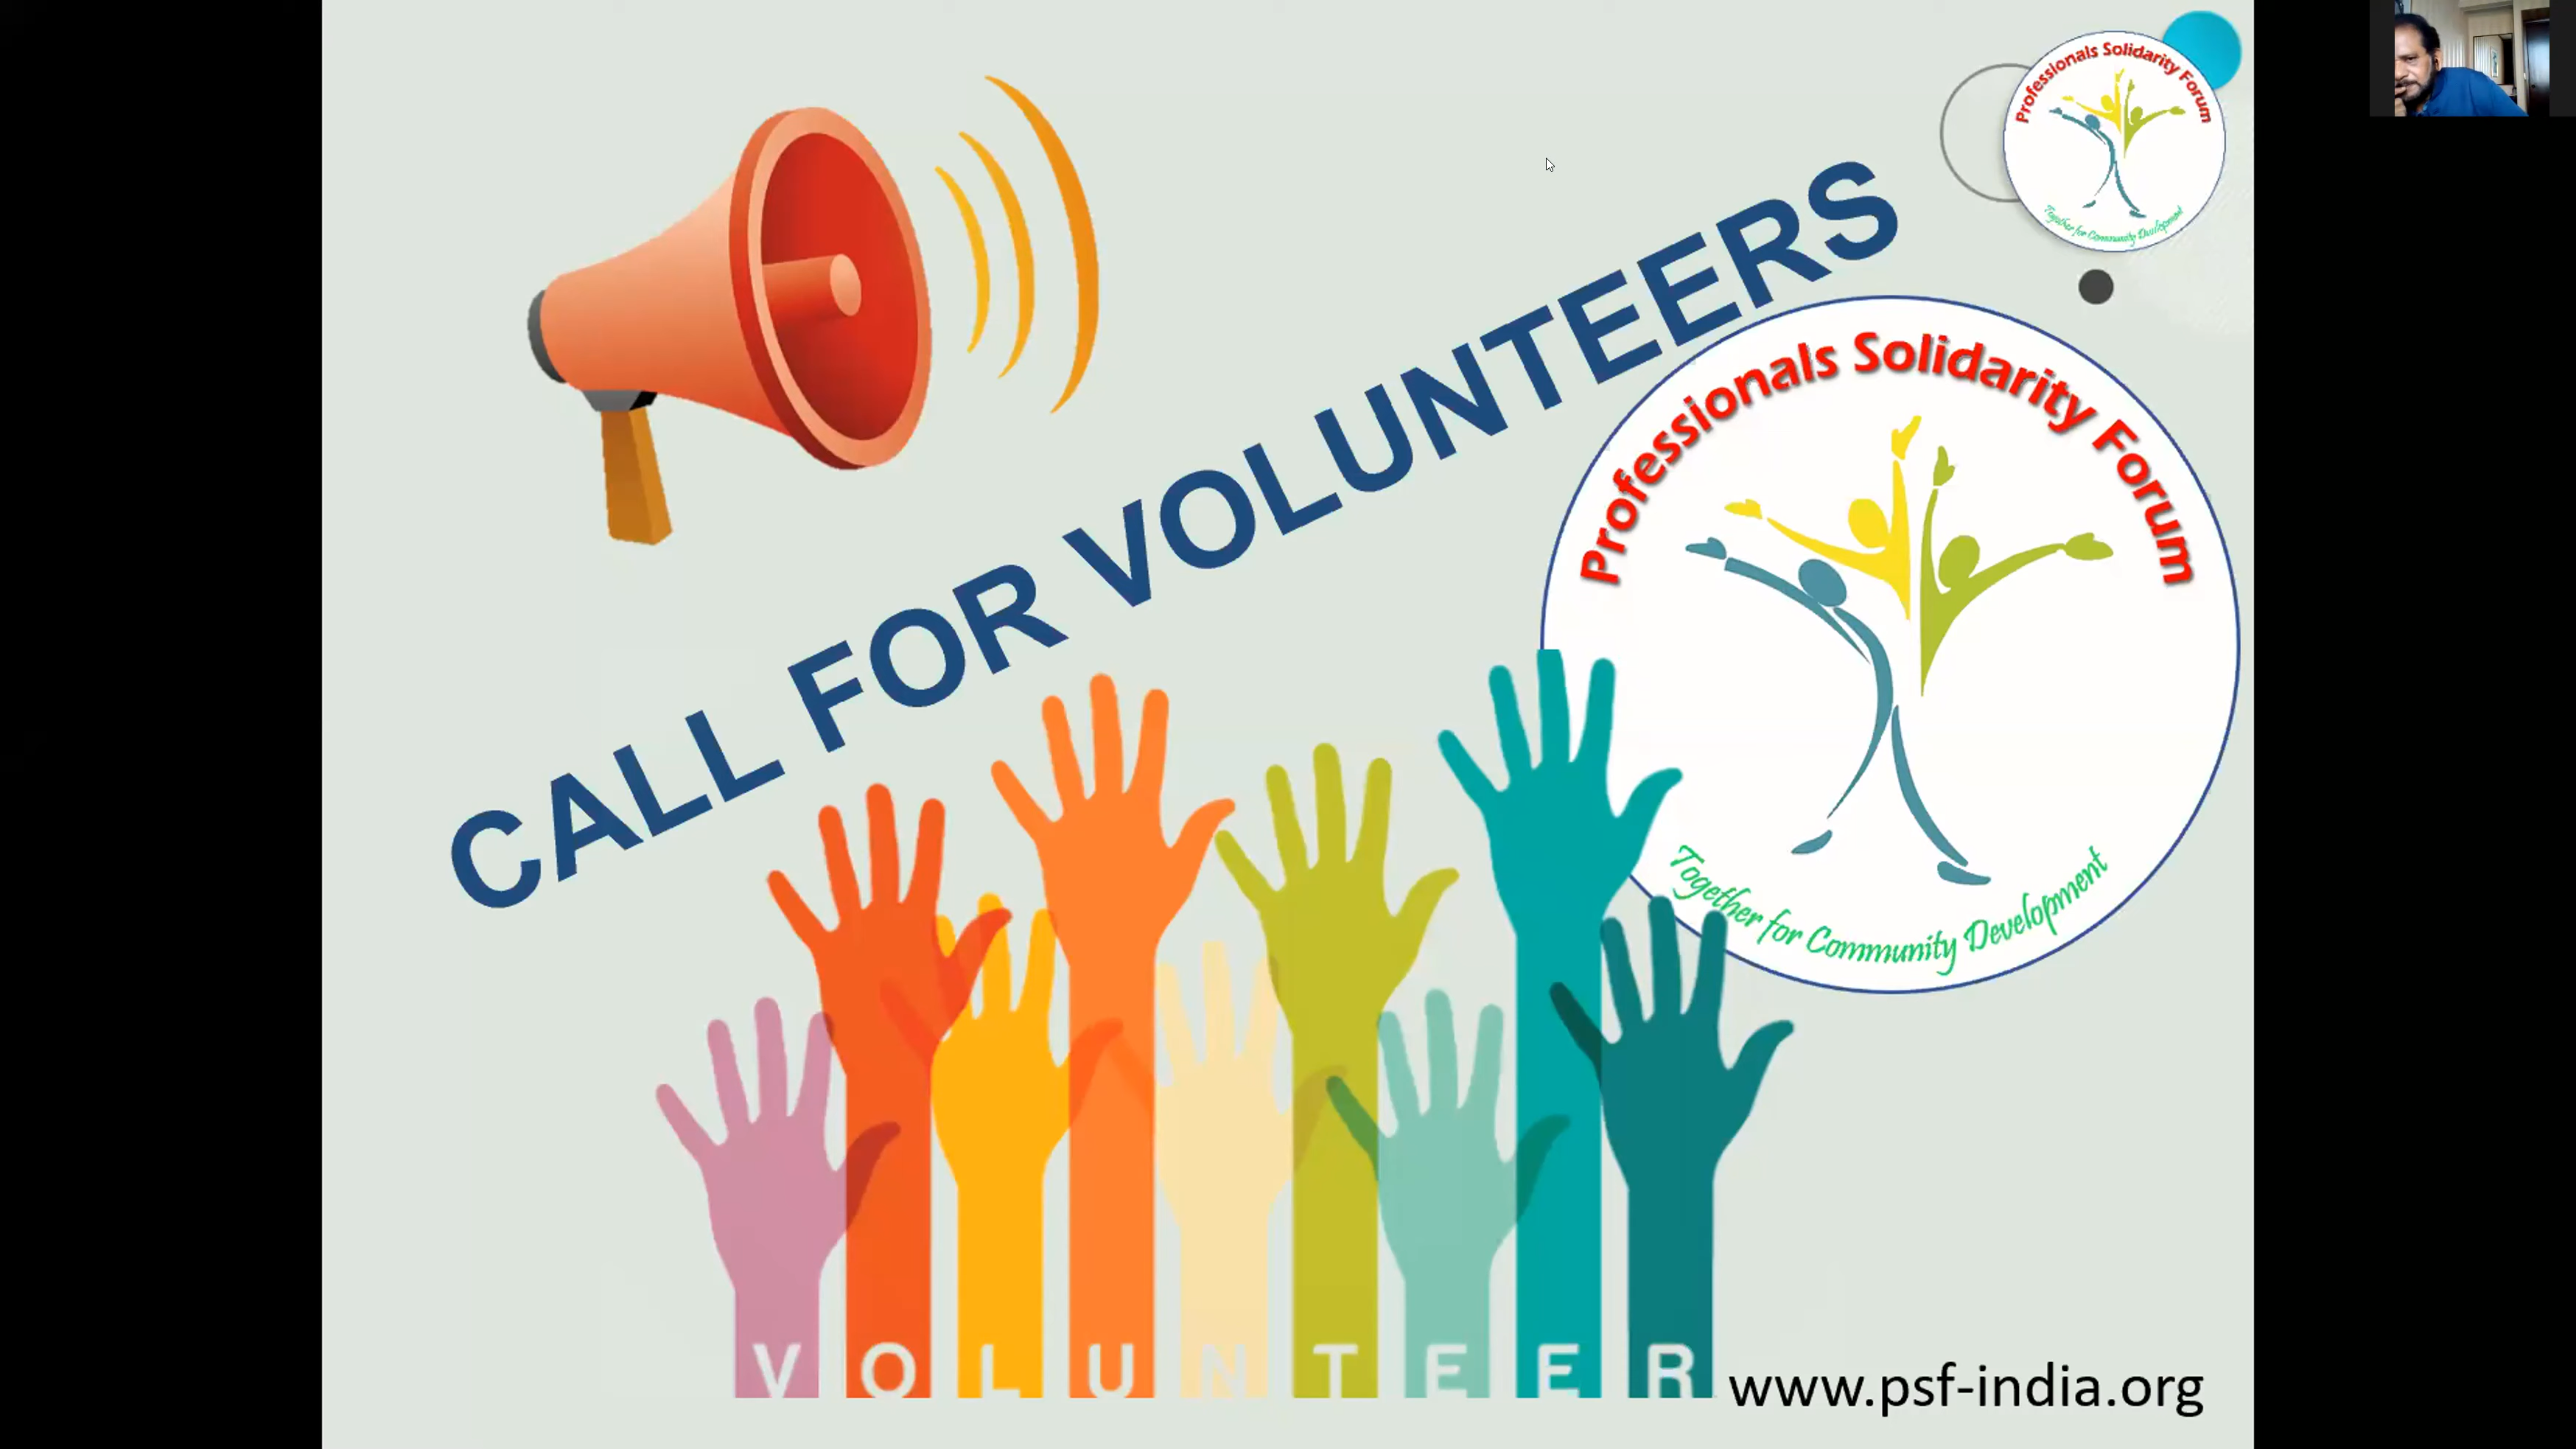 Professionals Solidarity Forum
Together for Community Development
CALL FOR VOLUNTEERS
Professionals Solidarity Forum
Together for Community Development
VOLUNTEER
www.psf-india.org